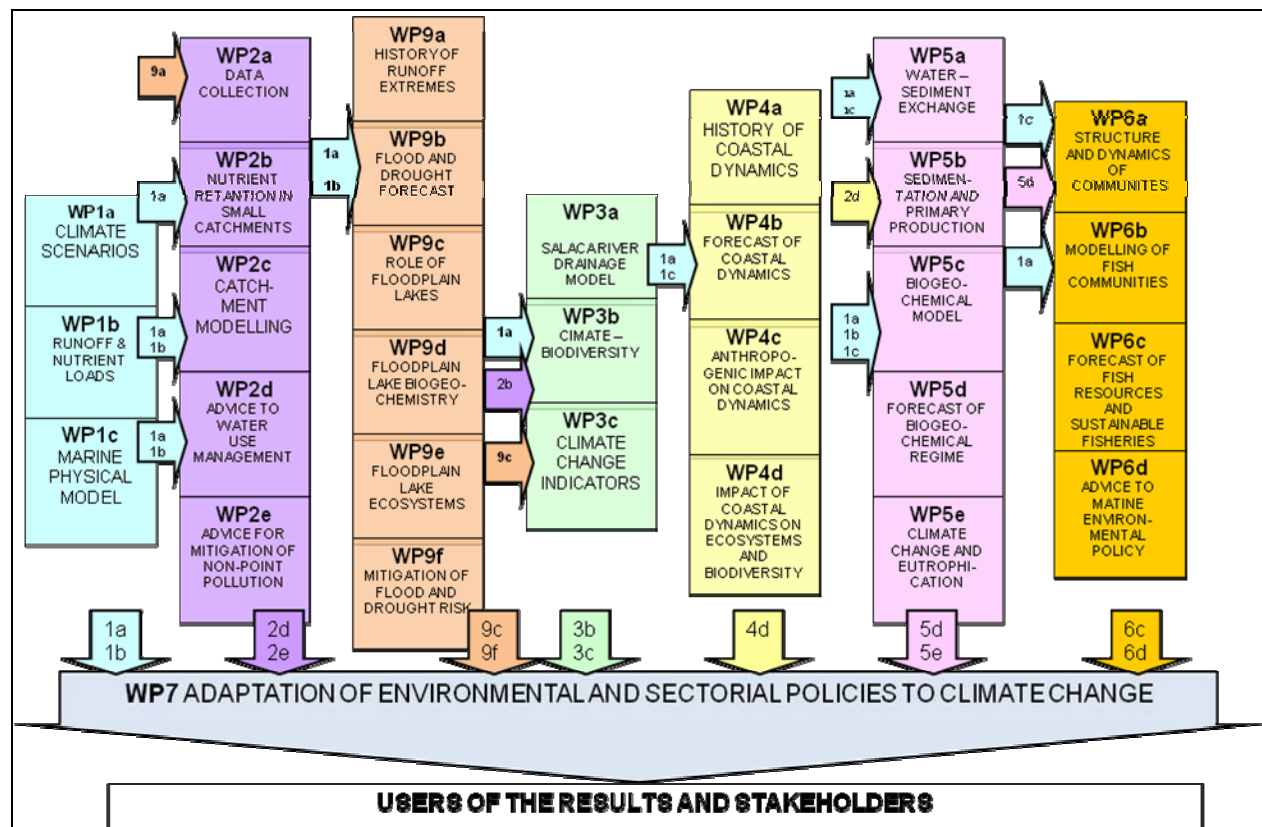 9a
WP2a
DATA
COLLECTION
WP2b
NUTRIENT
RETANTION IN
SMALL
CATCHMENTS
WP2c
CATCH-
MENT
MODELLING
WP2d
ADVICE TO
WATER
USE
MANAGEMENT
WP2e
ADVICE FOR
MITIGATION OF
NON-POINT
POLLUTION
WP1a
CLIMATE
SCENARIOS
WP1b
RUNOFF &
NUTRIENT
LOADS
WP1c
MARINE
PHYSICAL
MODEL
1a
1a
1b
1a
1b
1a
1b
WP9a
HISTORY OF
RUNOFF
EXTREMES
WP9b
FLOOD AND
DROUGHT
FORECAST
WP9c
ROLE OF
FLOODPLAIN
LAKES
WP9d
FLOODPLAIN
LAKE BIOGEO-
CHEMISTRY
WP9e
FLOODPLAIN
LAKE
ECOSYSTEMS
WP9f
MITIGATION OF
FLOOD AND
DROUGHT RISK
1a
2b
9c
WP3a
SALACARIVER
DRAINAGE
MODEL
WP3b
CIMATE–
BIODIVERSITY
WP3c
CLIMATE
CHANGE
INDICATORS
1a
1c
WP4a
HISTORY OF
COASTAL
DYNAMICS
WP4b
FORECAST OF
COASTAL
DYNAMICS
WP4c
ANTHROPO-
GENIC IMPACT
ON COASTAL
DYNAMICS
WP4d
IMPACT OF
COASTAL
DYNAMICS ON
ECOSYSTEMS
AND
BIODIVERSITY
1a
1c
2d
1a
1b
1c
WP5a
WATER –
SEDIMENT
EXCHANGE
WP5b
SEDIMEN-
TATION AND
PRIMARY
PRODUCTION
WP5c
BIOGEO-
CHEMICAL
MODEL
WP5d
FORECAST OF
BIOGEO-
CHEMICAL
REGIME
WP5e
CLIMATE
CHANGE AND
EUTROPHI-
CATION
1c
5d
1a
WP6a
STRUCTURE
AND DYNAMICS
OF
COMMUNITES
WP6b
MODELLING OF
FISH
COMMUNITIES
WP6c
FORECAST OF
FISH
RESOURCES
AND
SUSTAINABLE
FISHERIES
WP6d
ADVICE TO
MATINE
ENVIRON-
MENTAL
POLICY
1a
1b
2d
2e
9c
9f
3b
3c
4d
5d
5e
6c
6d
WP7 ADAPTATION OF ENVIRONMENTAL AND SECTORIAL POLICIES TO CLIMATE CHANGE
USERS OF THE RESULTS AND STAKEHOLDERS